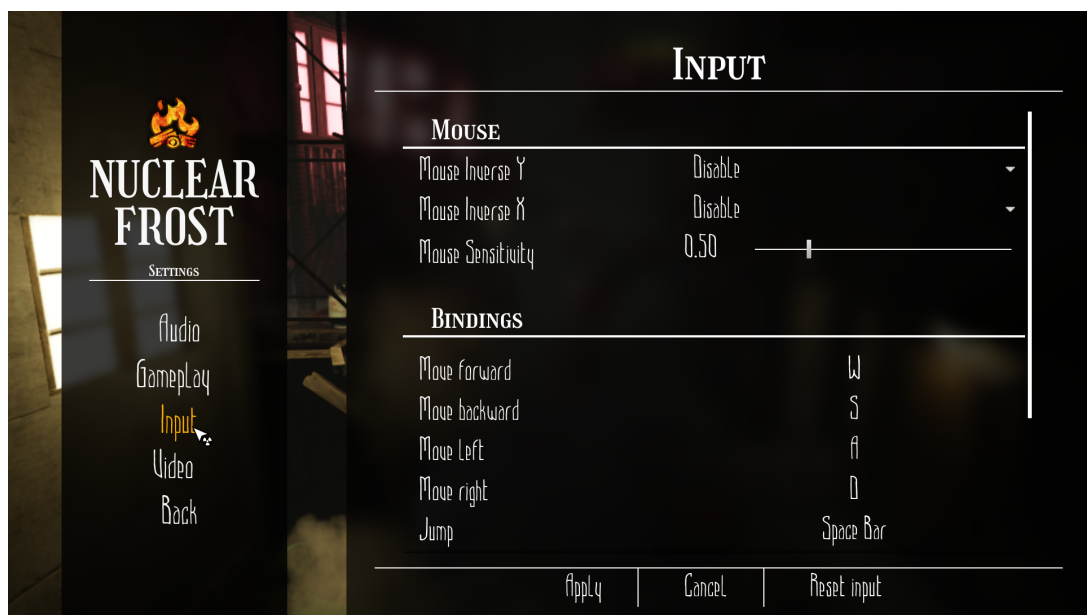 NUCLEAR
FROST
Settings
Audio
Gameplay
Input
Video
Back
Input
Mouse
Mouse Inverse Y Disable
Mouse Inverse X Disable
Mouse Sensitivity 0.50
Bindings
Move forward W
Move backward S
Move left A
Move right D
Jump Space Bar
Apply Cancel Reset input